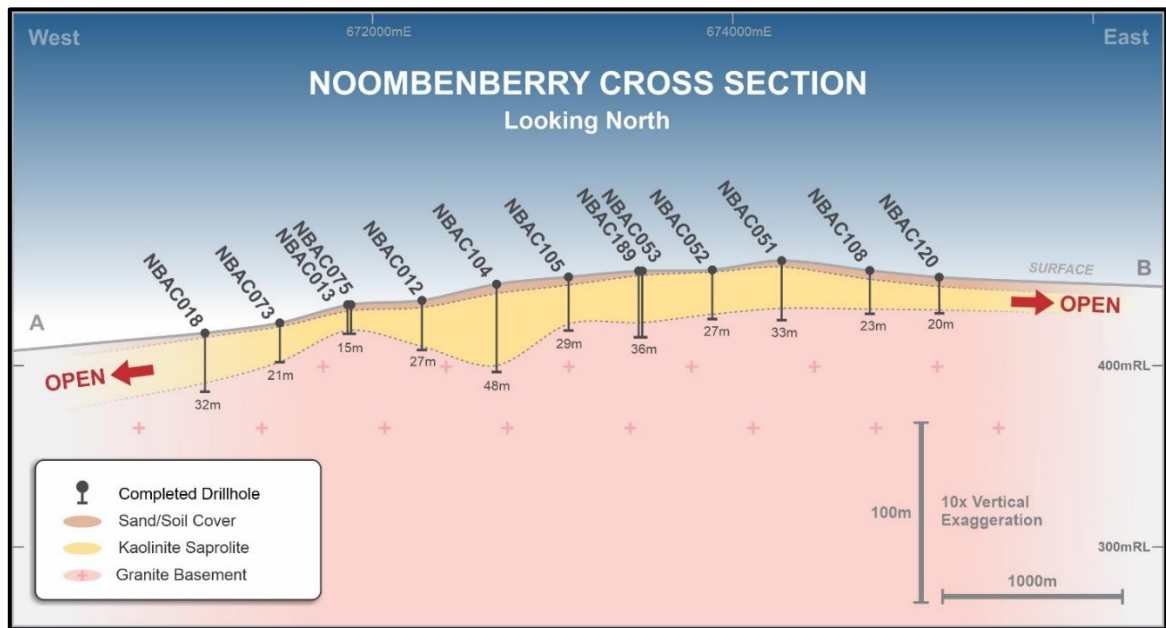 West
672000mE
674000mE
East
NOOMBENBERRY CROSS SECTION
Looking North
NBAC018
NBAC073
NBAC013
NBAC075
NBAC012
NBAC104
NBAC105
NBAC189
NBAC053
NBAC052
NBAC051
NBAC108
NBAC120
SURFACE
A
B
OPEN
OPEN
32m
21m
15m
27m
48m
29m
36m
27m
33m
23m
20m
400mRL
300mRL
Completed Drillhole
Sand/Soil Cover
Kaolinite Saprolite
Granite Basement
100m
10x Vertical
Exaggeration
1000m